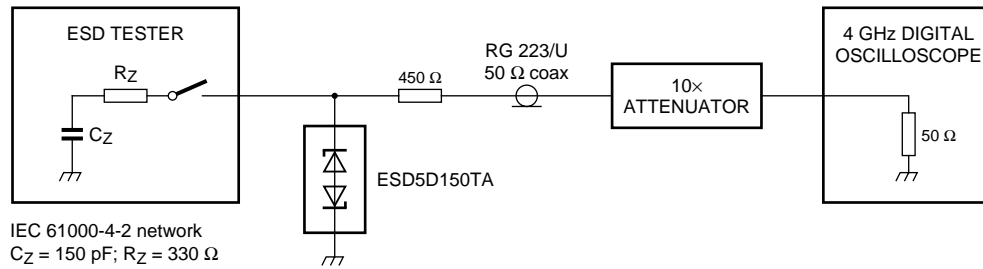 ESD TESTER
RZ
CZ
IEC 61000-4-2 network
CZ = 150 pF; RZ = 330 Ω
450 Ω
RG 223/U
50 Ω coax
ESD5D150TA
10×
ATTENUATOR
4 GHz DIGITAL
OSCILLOSCOPE
50 Ω